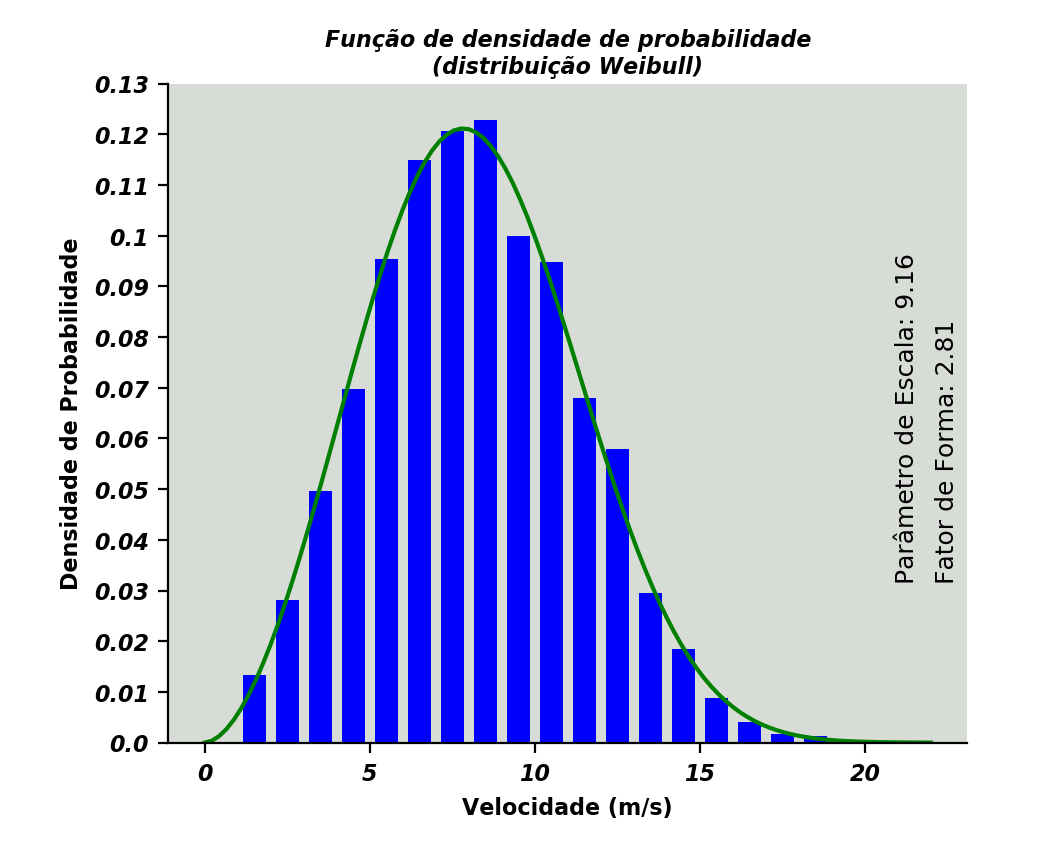 Função de densidade de probabilidade
(distribuição Weibull)
0.13
0.12
0.11
0.1
0.09
0.08
0.07
0.06
0.05
0.04
0.03
0.02
0.01
0.0
Densidade de Probabilidade
Parâmetro de Escala: 9.16
Fator de Forma: 2.81
0 5 10 15 20
Velocidade (m/s)